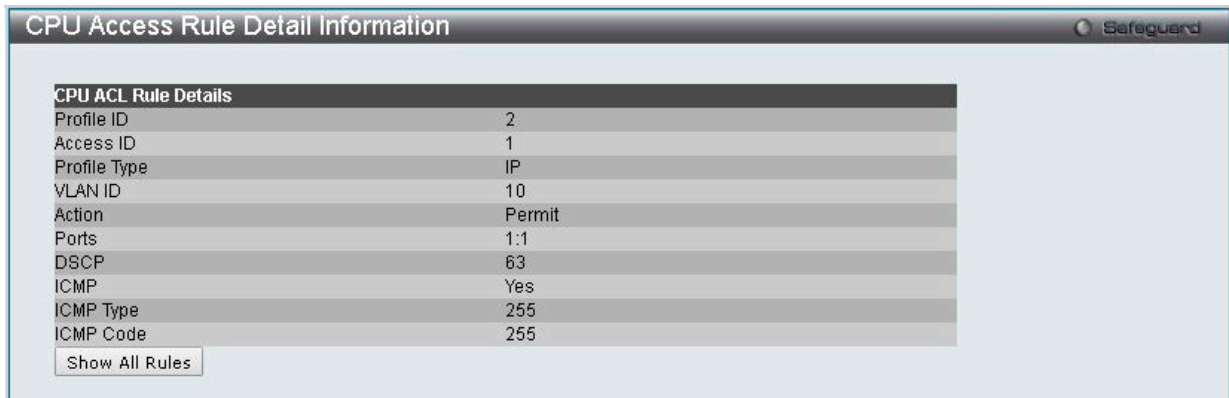 CPU Access Rule Detail Information
Safeguard
CPU ACL Rule Details
Profile ID 2
Access ID 1
Profile Type IP
VLAN ID 10
Action Permit
Ports 1:1
DSCP 63
ICMP Yes
ICMP Type 255
ICMP Code 255
Show All Rules